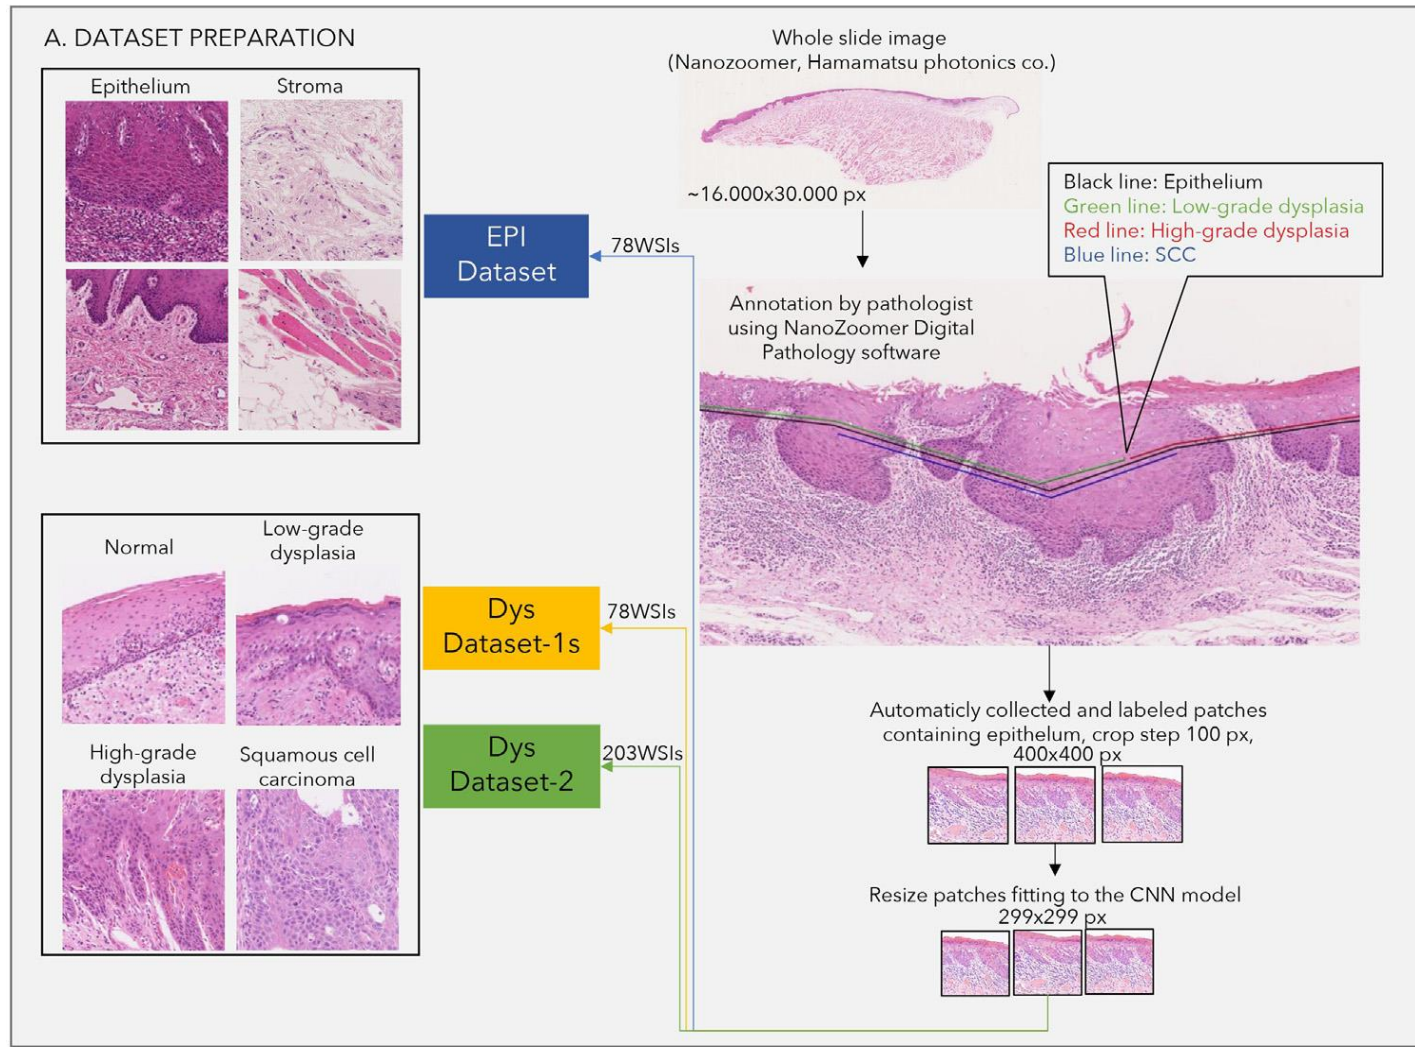 A. DATASET PREPARATION
Epithelium
Stroma
EPI
Dataset
78WSIs
Normal
Low-grade
dysplasia
High-grade
dysplasia
Squamous cell
carcinoma
Dys
Dataset-1s
78WSIs
Dys
Dataset-2
203WSIs
Whole slide image
(Nanozoomer, Hamamatsu photonics co.)
~16.000x30.000 px
Black line: Epithelium
Green line: Low-grade dysplasia
Red line: High-grade dysplasia
Blue line: SCC
Annotation by pathologist
using NanoZoomer Digital
Pathology software
Automaticly collected and labeled patches
containing epithelum, crop step 100 px,
400x400 px
Resize patches fitting to the CNN model
299x299 px